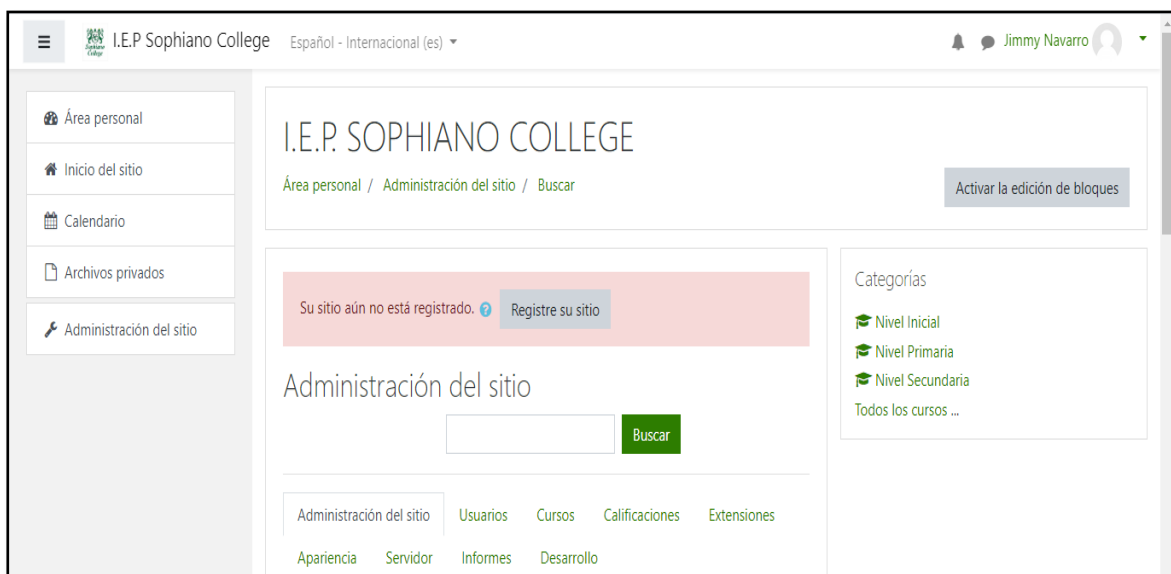 I.E.P Sophiano College Español - Internacional (es) Jimmy Navarro
Área personal
Inicio del sitio
Calendario
Archivos privados
Administración del sitio
I.E.P. SOPHIANO COLLEGE
Área personal / Administración del sitio / Buscar
Activar la edición de bloques
Su sitio aún no está registrado. Registre su sitio
Administración del sitio
Buscar
Administración del sitio Usuarios Cursos Calificaciones Extensiones
Apariencia Servidor Informes Desarrollo
Categorías
Nivel Inicial
Nivel Primaria
Nivel Secundaria
Todos los cursos ...